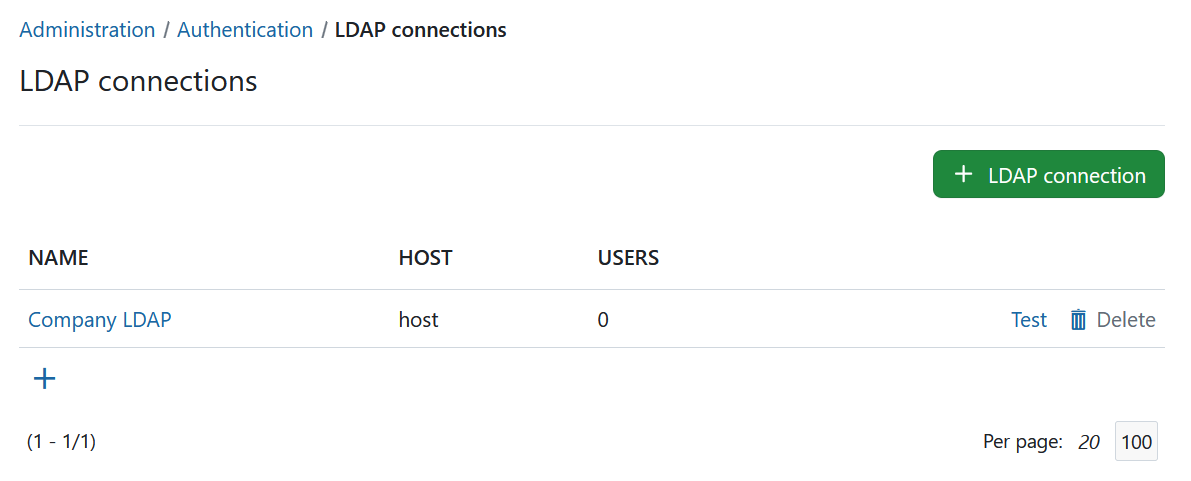 Administration / Authentication / LDAP connections
LDAP connections
+ LDAP connection
NAME HOST USERS
Company LDAP host 0 Test Delete
+
(1 - 1/1) Per page: 20 100